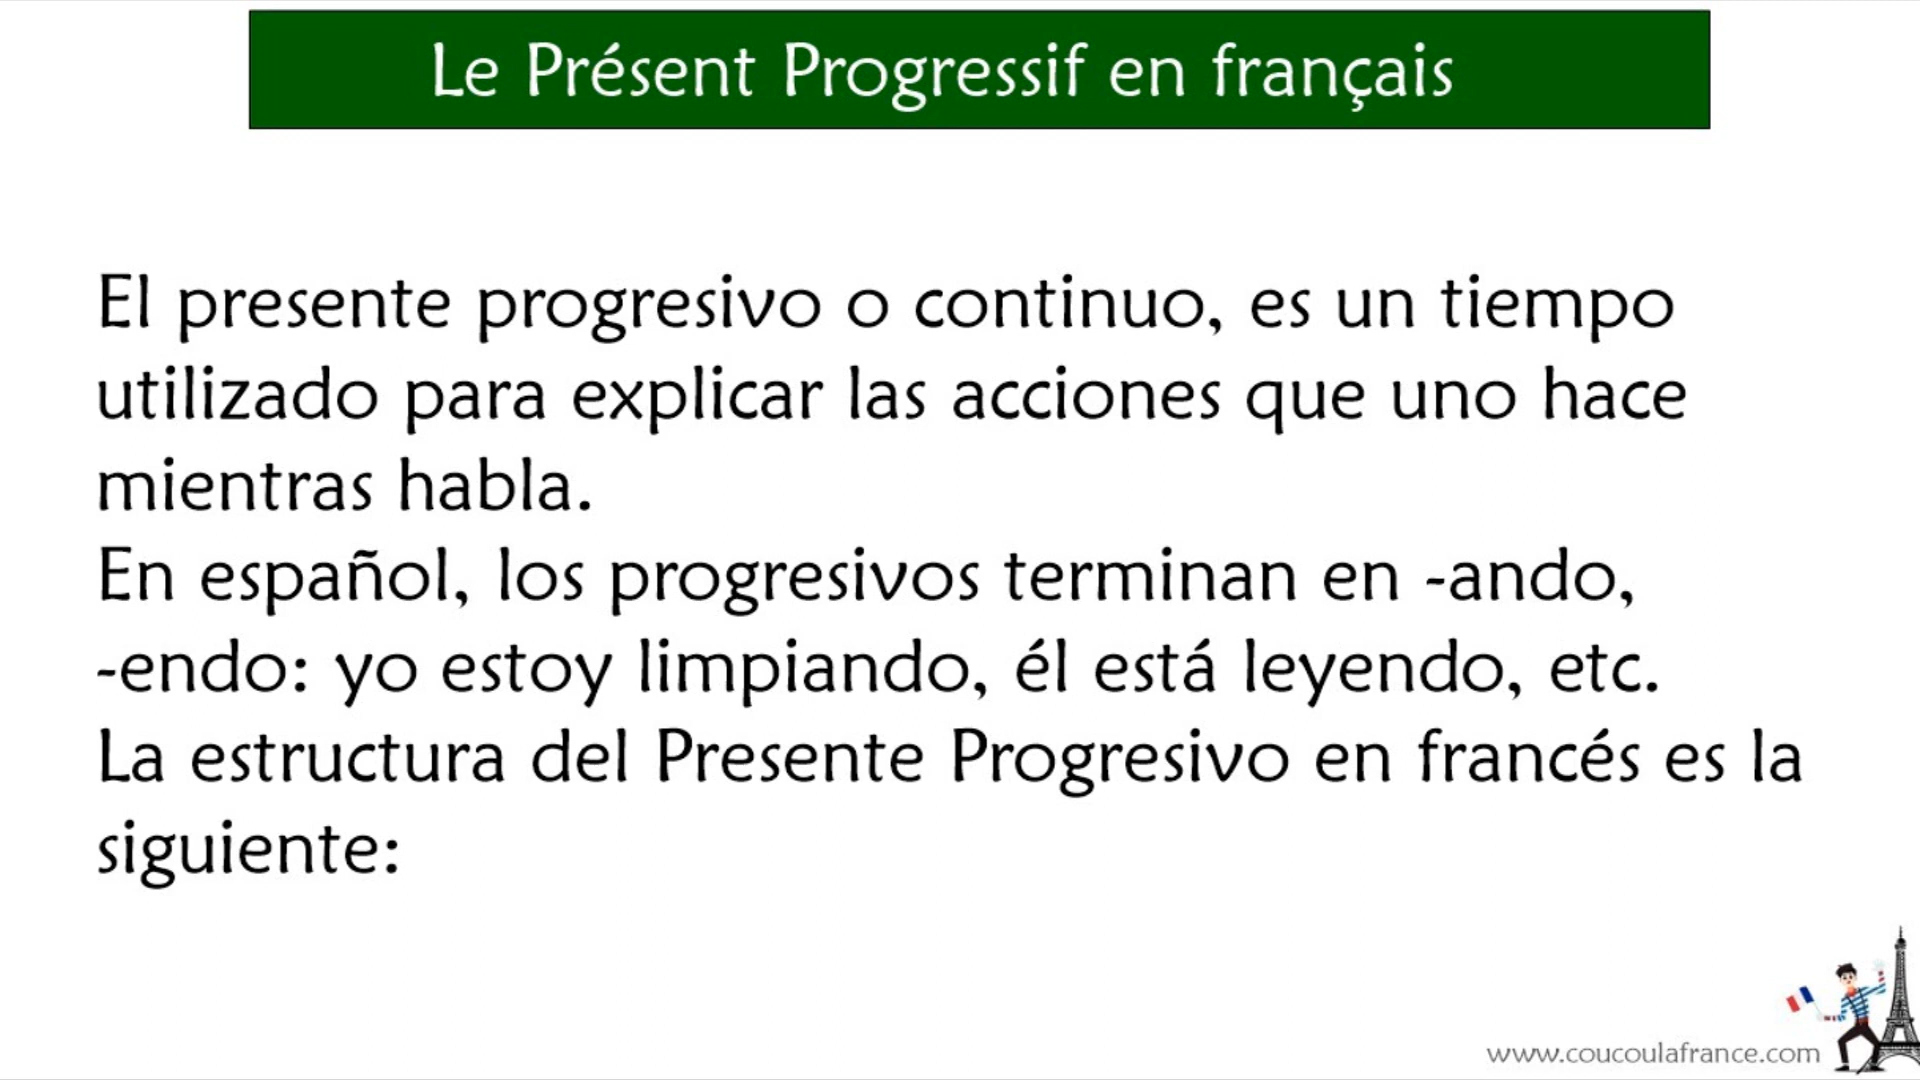 Le Présent Progressif en français
El presente progresivo o continuo, es un tiempo
utilizado para explicar las acciones que uno hace
mientras habla.
En español, los progresivos terminan en -ando,
-endo: yo estoy limpiando, él está leyendo, etc.
La estructura del Presente Progresivo en francés es la
siguiente:
www.coucoulafrance.com